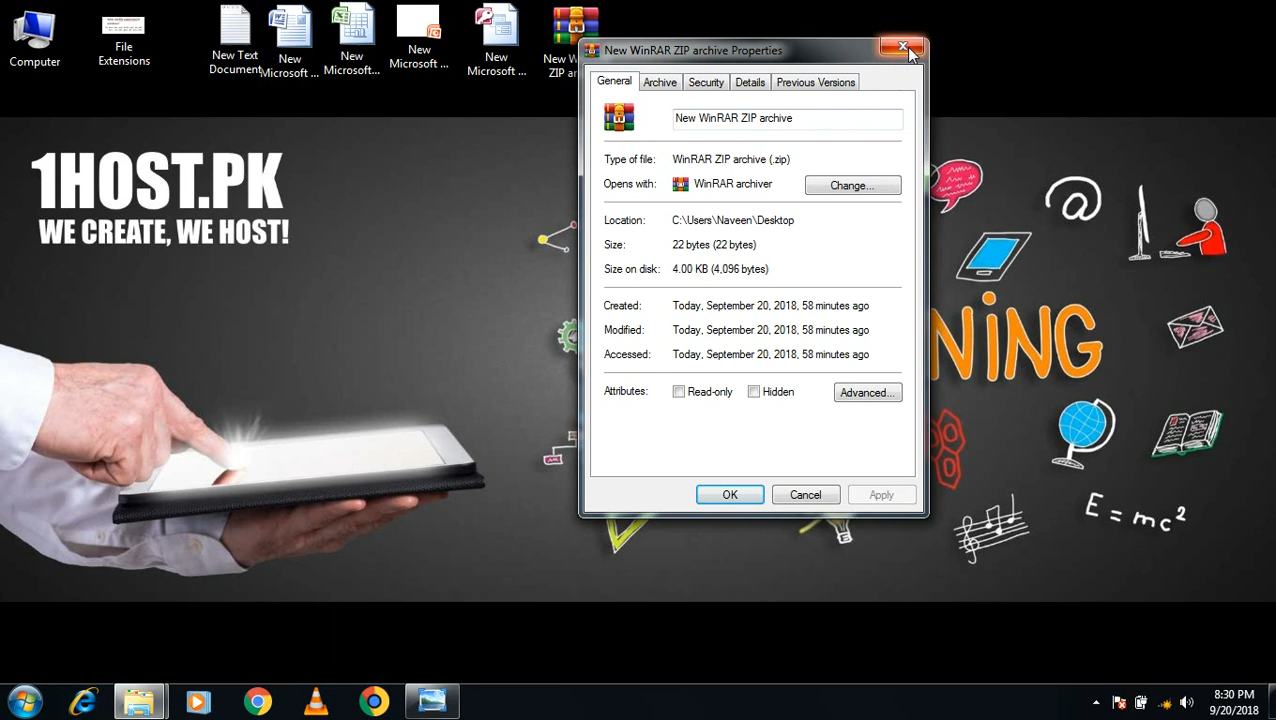 Computer
File
Extensions
New Text
Document
New
Microsoft ...
New
Microsoft...
New
Microsoft ...
New
Microsoft ...
New W
ZIP ar
New WinRAR ZIP archive Properties
General Archive Security Details Previous Versions
New WinRAR ZIP archive
Type of file: WinRAR ZIP archive (.zip)
Opens with: WinRAR archiver Change...
Location: C:\Users\Naveen\Desktop
Size: 22 bytes (22 bytes)
Size on disk: 4.00 KB (4,096 bytes)
Created: Today, September 20, 2018, 58 minutes ago
Modified: Today, September 20, 2018, 58 minutes ago
Accessed: Today, September 20, 2018, 58 minutes ago
Attributes: Read-only Hidden Advanced...
OK Cancel Apply
1HOST.PK
WE CREATE, WE HOST!
@
NiNG
E = mc²
8:30 PM
9/20/2018